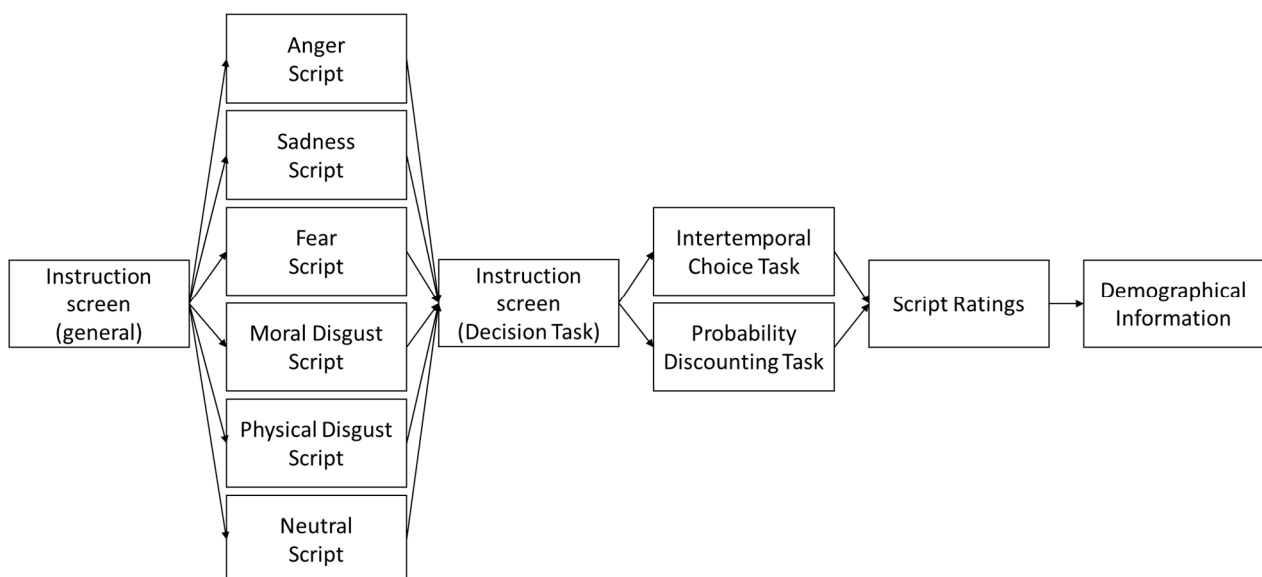 Instruction
screen
(general)
Anger
Script
Sadness
Script
Fear
Script
Moral Disgust
Script
Physical Disgust
Script
Neutral
Script
Instruction
screen
(Decision Task)
Intertemporal
Choice Task
Probability
Discounting Task
Script Ratings
Demographical
Information